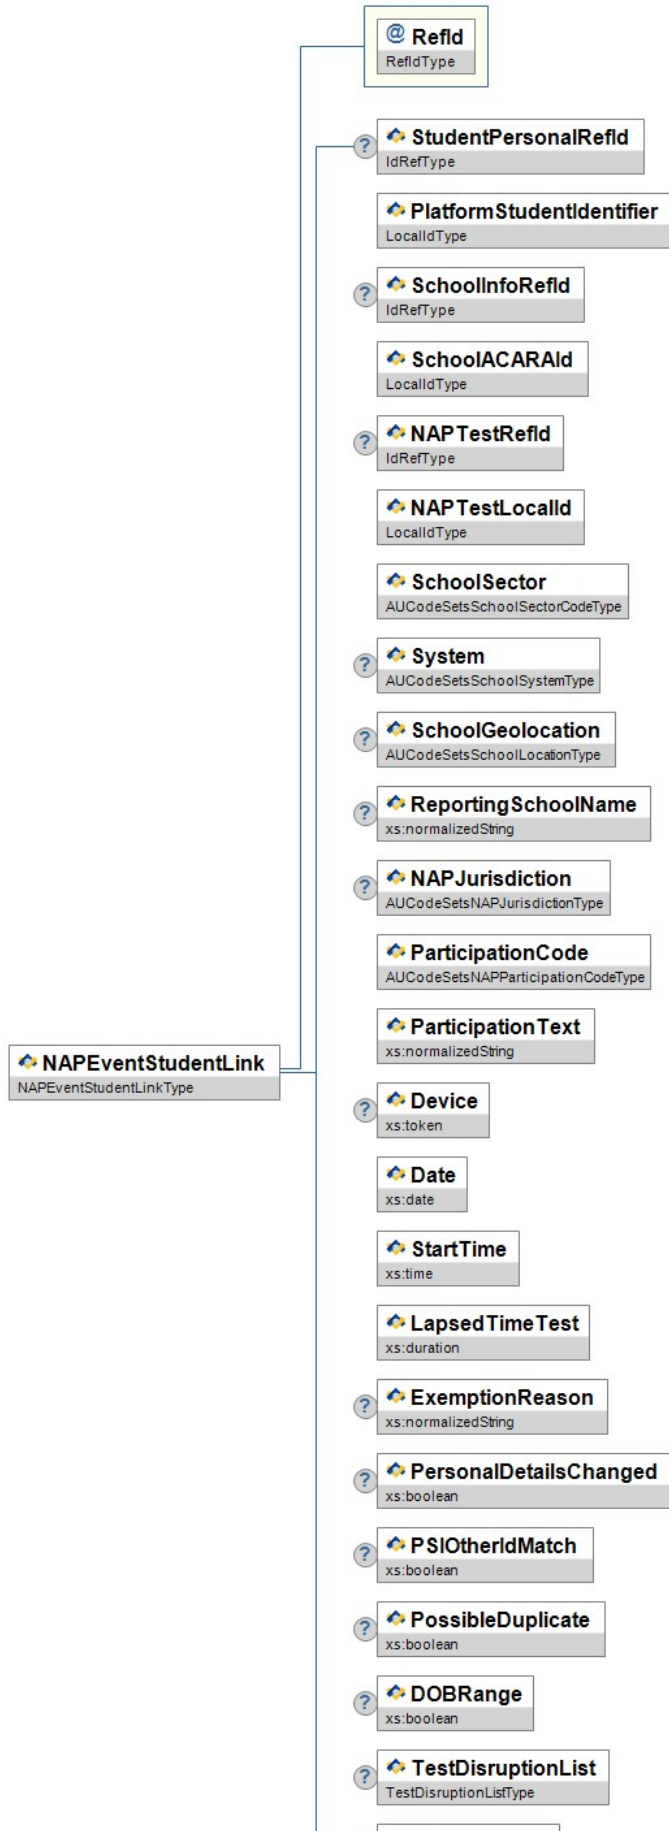 @ RefId
RefIdType
? StudentPersonalRefId
IdRefType
PlatformStudentIdentifier
LocalIdType
? SchoolInfoRefId
IdRefType
SchoolACARAId
LocalIdType
? NAPTestRefId
IdRefType
NAPTestLocalId
LocalIdType
SchoolSector
AUCodeSetsSchoolSectorCodeType
? System
AUCodeSetsSchoolSystemType
? SchoolGeolocation
AUCodeSetsSchoolLocationType
? ReportingSchoolName
xs:normalizedString
? NAPJurisdiction
AUCodeSetsNAPJurisdictionType
ParticipationCode
AUCodeSetsNAPParticipationCodeType
ParticipationText
xs:normalizedString
NAPEventStudentLink
NAPEventStudentLinkType
? Device
xs:token
Date
xs:date
StartTime
xs:time
LapsedTimeTest
xs:duration
? ExemptionReason
xs:normalizedString
? PersonalDetailsChanged
xs:boolean
? PSIOtherIdMatch
xs:boolean
? PossibleDuplicate
xs:boolean
? DOBRange
xs:boolean
? TestDisruptionList
TestDisruptionListType